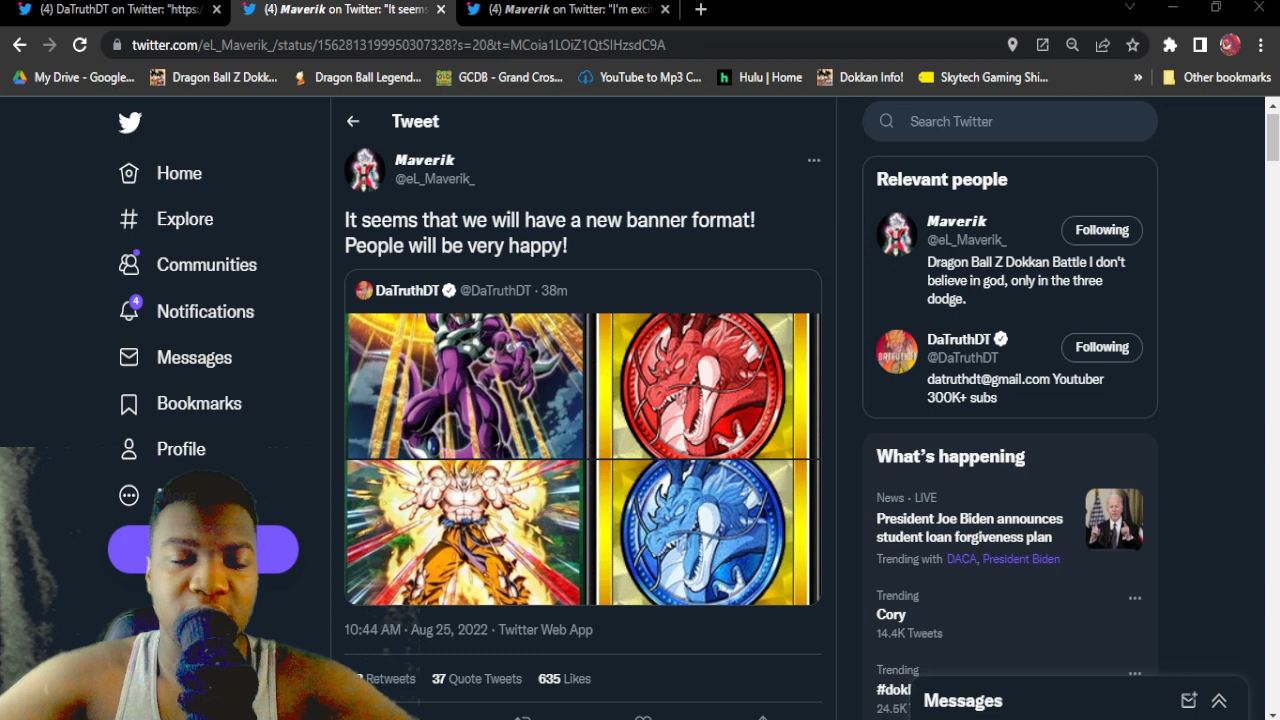 (4) DaTruthDT on Twitter: "https:/
(4) Maverik on Twitter: "It seems
(4) Maverik on Twitter: "I'm exci
twitter.com/eL_Maverik_/status/1562813199950307328?s=20&t=MCoia1LOiZ1QtSIHzsdC9A
My Drive - Google...
Dragon Ball Z Dokk...
Dragon Ball Legend...
GCDB - Grand Cros...
YouTube to Mp3 C...
Hulu | Home
Dokkan Info!
Skytech Gaming Shi...
»
Other bookmarks
Home
Explore
Communities
4
Notifications
Messages
Bookmarks
Profile
More
Tweet
Maverik
@eL_Maverik_
It seems that we will have a new banner format!
People will be very happy!
DaTruthDT @DaTruthDT · 38m
10:44 AM · Aug 25, 2022 · Twitter Web App
Retweets 37 Quote Tweets 635 Likes
Search Twitter
Relevant people
Maverik
@eL_Maverik_
Following
Dragon Ball Z Dokkan Battle I don't
believe in god, only in the three
dodge.
DaTruthDT
@DaTruthDT
Following
datruthdt@gmail.com Youtuber
300K+ subs
What's happening
News · LIVE
President Joe Biden announces
student loan forgiveness plan
Trending with DACA, President Biden
Trending
Cory
14.4K Tweets
Trending
24.5K
Messages